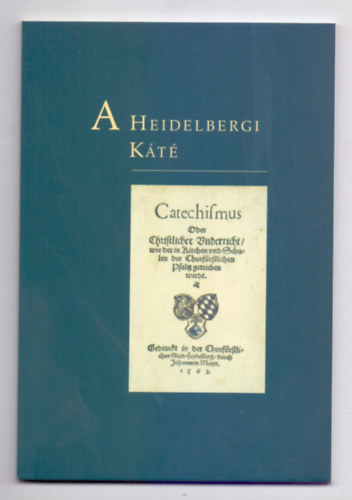 A HEIDELBERGI
KÁTÉ
Catechiſmus
Oder
Chriſtlicher Vnderricht/
wie der in Kirchen vnd Schu-
len der Churfürſtlichen
Pfaltz getrieben
wirdt.
Gedruckt in der Churfürſtli-
chen Stad Heydelberg/ durch
Johannem Mayer.
1563.